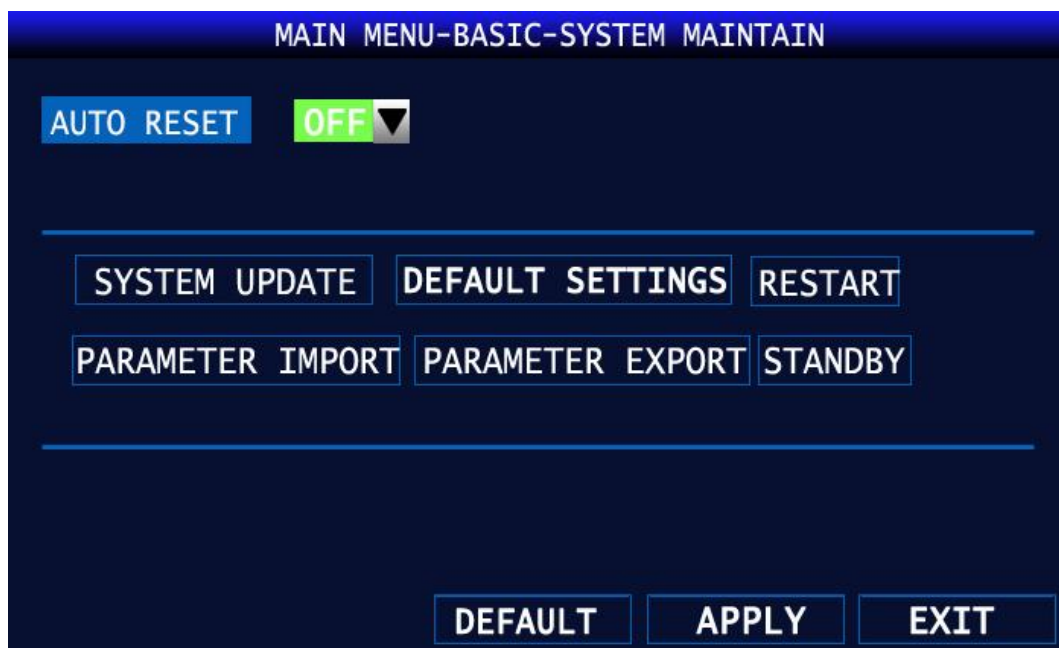 MAIN MENU-BASIC-SYSTEM MAINTAIN
AUTO RESET OFF
SYSTEM UPDATE DEFAULT SETTINGS RESTART
PARAMETER IMPORT PARAMETER EXPORT STANDBY
DEFAULT APPLY EXIT